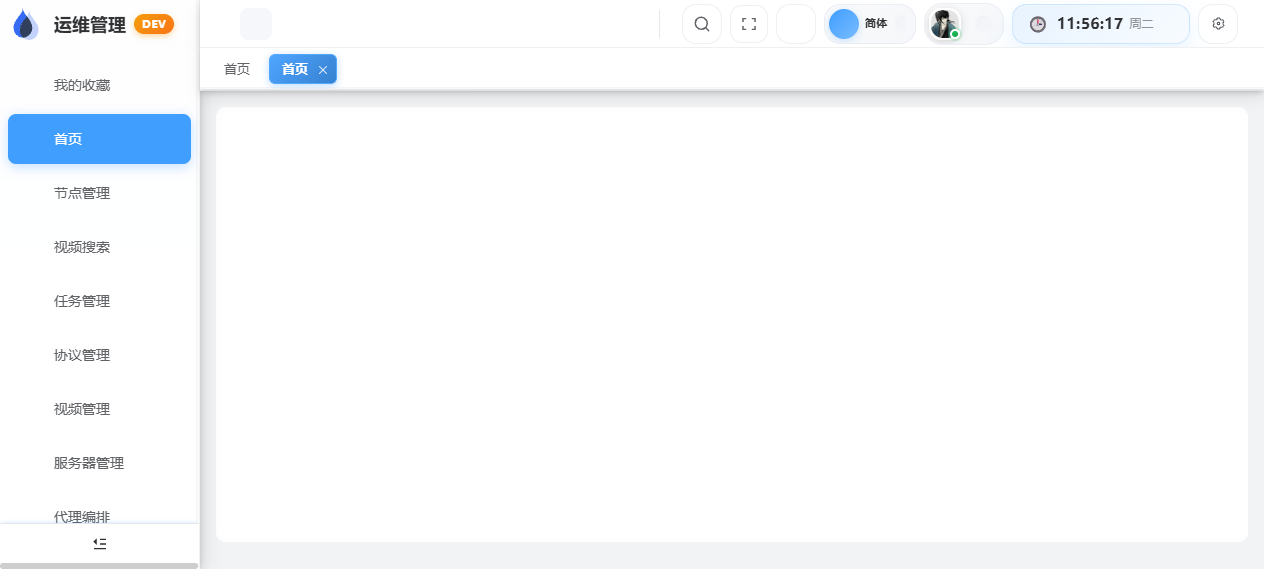 运维管理 DEV
简体
11:56:17 周二
首页 首页
我的收藏
首页
节点管理
视频搜索
任务管理
协议管理
视频管理
服务器管理
代理编排